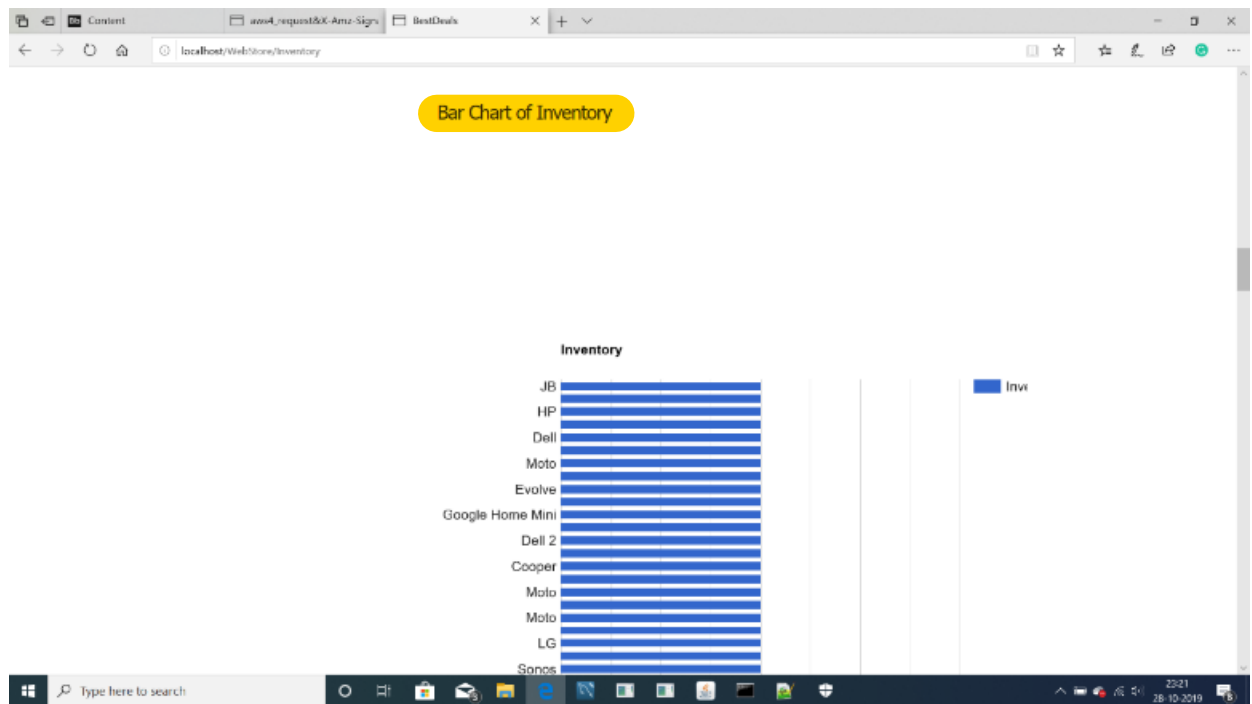 Content
aws4_request&X-Amz-Sign
BestDeals
localhost/WebStore/Inventory
Bar Chart of Inventory
Inventory
JB
Inve
HP
Dell
Moto
Evolve
Google Home Mini
Dell 2
Cooper
Moto
Moto
LG
Sonos
Type here to search
23:21
28-10-2019